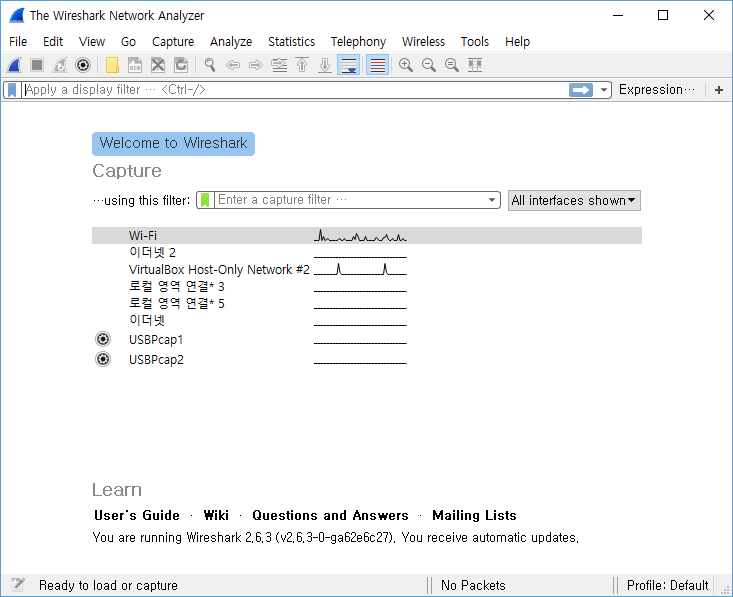 The Wireshark Network Analyzer
File Edit View Go Capture Analyze Statistics Telephony Wireless Tools Help
Apply a display filter ··· <Ctrl-/> Expression···
Welcome to Wireshark
Capture
···using this filter: Enter a capture filter ··· All interfaces shown
Wi-Fi
이더넷 2
VirtualBox Host-Only Network #2
로컬 영역 연결* 3
로컬 영역 연결* 5
이더넷
USBPcap1
USBPcap2
Learn
User's Guide · Wiki · Questions and Answers · Mailing Lists
You are running Wireshark 2.6.3 (v2.6.3-0-ga62e6c27). You receive automatic updates.
Ready to load or capture No Packets Profile: Default